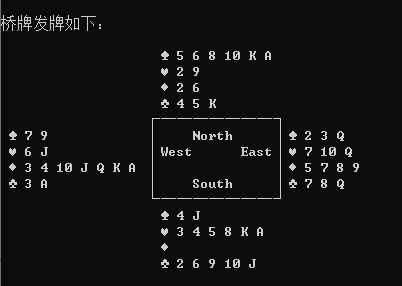 桥牌发牌如下：
♠ 5 6 8 10 K A
♥ 2 9
♦ 2 6
♣ 4 5 K
♠ 7 9 North ♠ 2 3 Q
♥ 6 J West East ♥ 7 10 Q
♦ 3 4 10 J Q K A ♦ 5 7 8 9
♣ 3 A South ♣ 7 8 Q
♠ 4 J
♥ 3 4 5 8 K A
♦
♣ 2 6 9 10 J